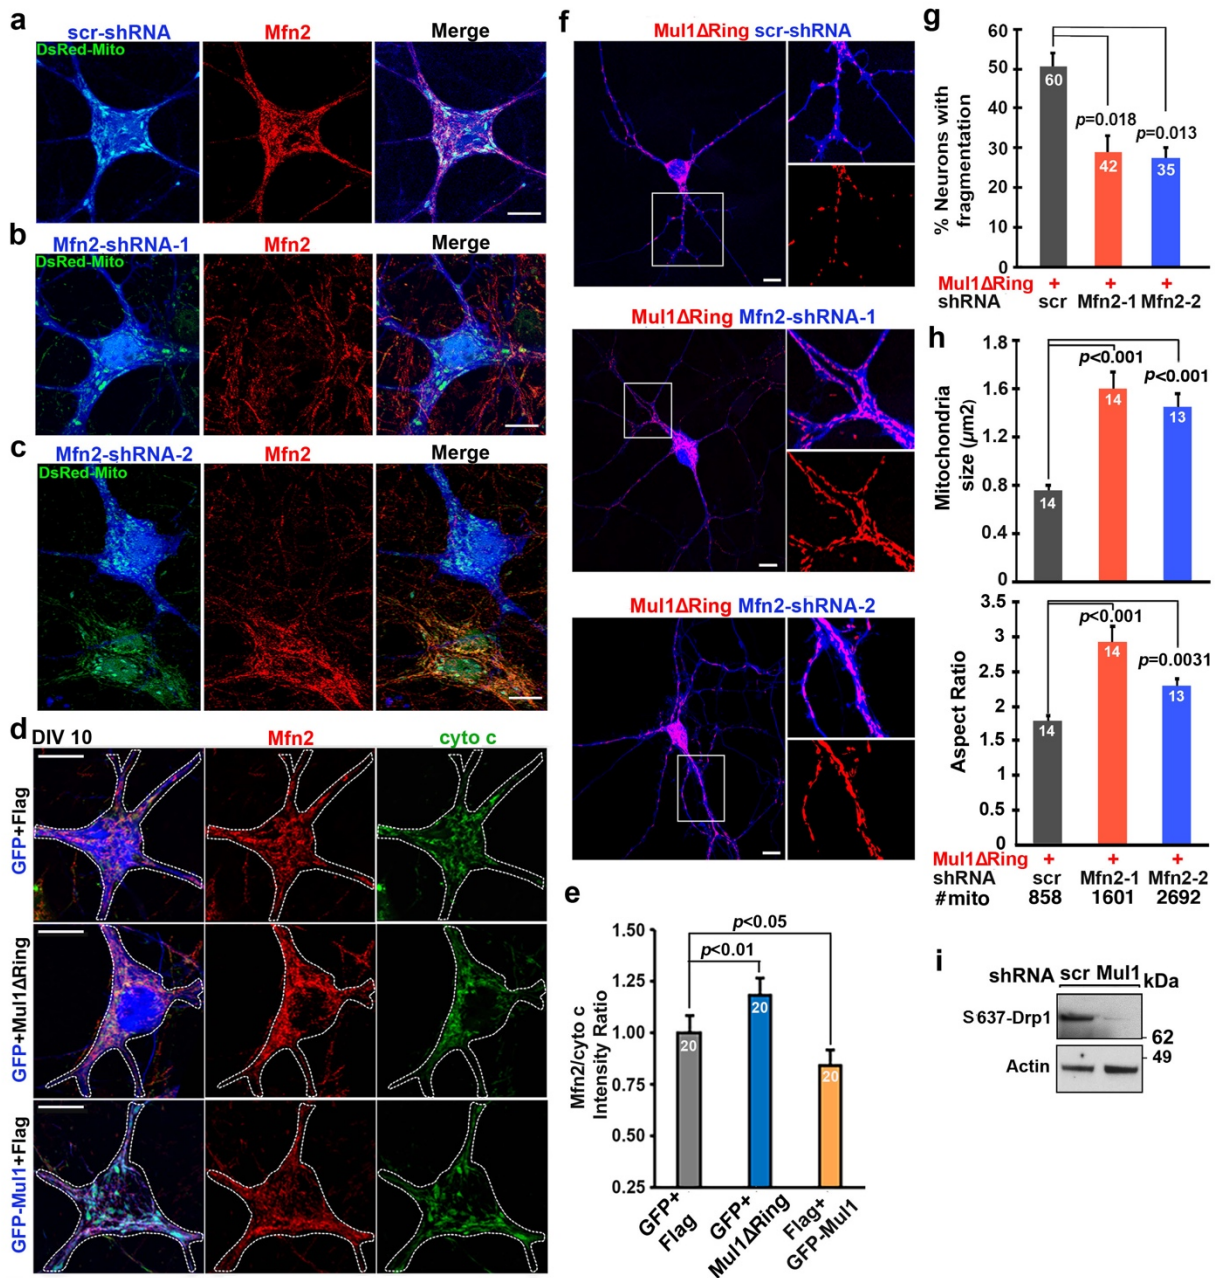 a
scr-shRNA Mfn2 Merge
DsRed-Mito
b
Mfn2-shRNA-1 Mfn2 Merge
DsRed-Mito
c
Mfn2-shRNA-2 Mfn2 Merge
DsRed-Mito
d
DIV 10 Mfn2 cyto c
GFP+Flag
GFP+Mul1ΔRing
GFP-Mul1+Flag
f
Mul1ΔRing scr-shRNA
Mul1ΔRing Mfn2-shRNA-1
Mul1ΔRing Mfn2-shRNA-2
e
Mfn2/cyto c
Intensity Ratio
1.50
1.25
1.00
0.75
0.50
0.25
p<0.05
p<0.01
20 20 20
GFP+
Flag
GFP+
Mul1ΔRing
Flag+
GFP-Mul1
g
% Neurons with
fragmentation
60
50
40
30
20
10
0
p=0.018 p=0.013
60 42 35
Mul1ΔRing + + +
shRNA scr Mfn2-1 Mfn2-2
h
Mitochondria
size (µm2)
1.8
1.6
1.2
0.8
0.4
0
p<0.001
p<0.001
14 14 13
Aspect Ratio
3.5
3
2.5
2
1.5
1
0.5
0
p<0.001
p=0.0031
14 14 13
Mul1ΔRing + + +
shRNA scr Mfn2-1 Mfn2-2
#mito 858 1601 2692
i
shRNA scr Mul1 kDa
S637-Drp1
62
49
Actin